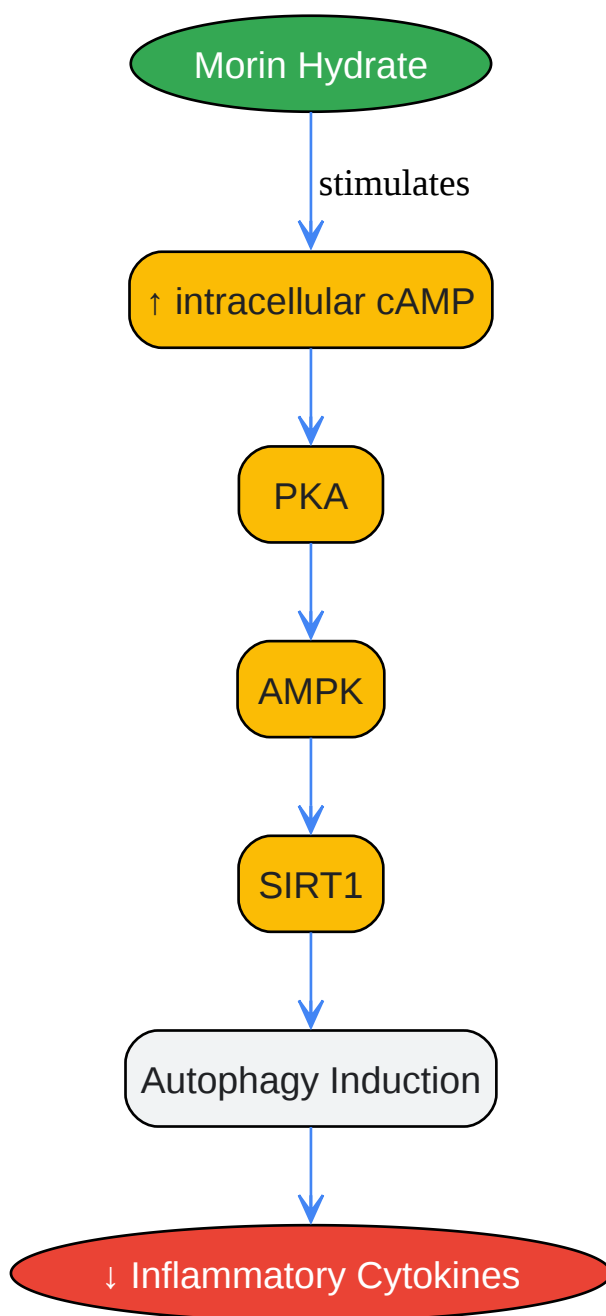 Morin Hydrate
stimulates
↑ intracellular cAMP
PKA
AMPK
SIRT1
Autophagy Induction
↓ Inflammatory Cytokines